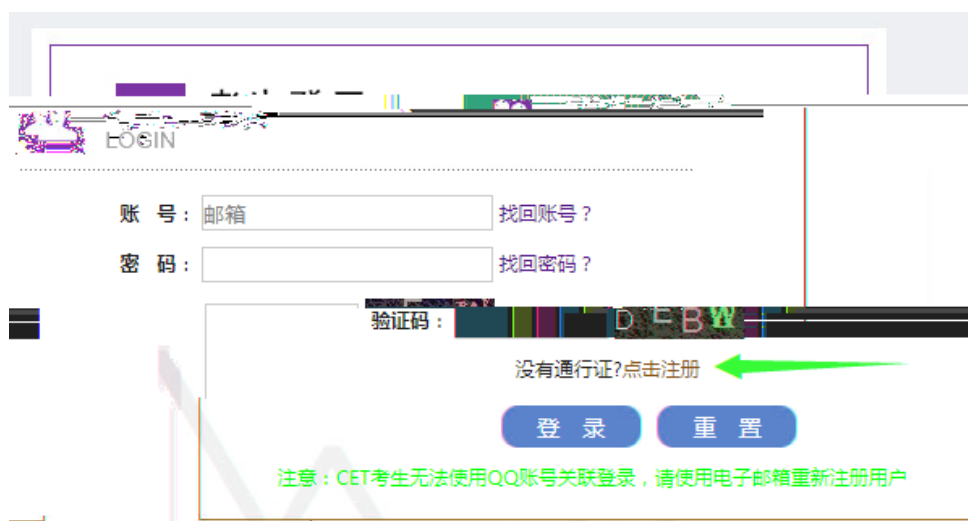 LOGIN
账 号：邮箱 找回账号？
密 码： 找回密码？
验证码： D E B W
没有通行证?点击注册
登 录 重 置
注意：CET考生无法使用QQ账号关联登录，请使用电子邮箱重新注册用户